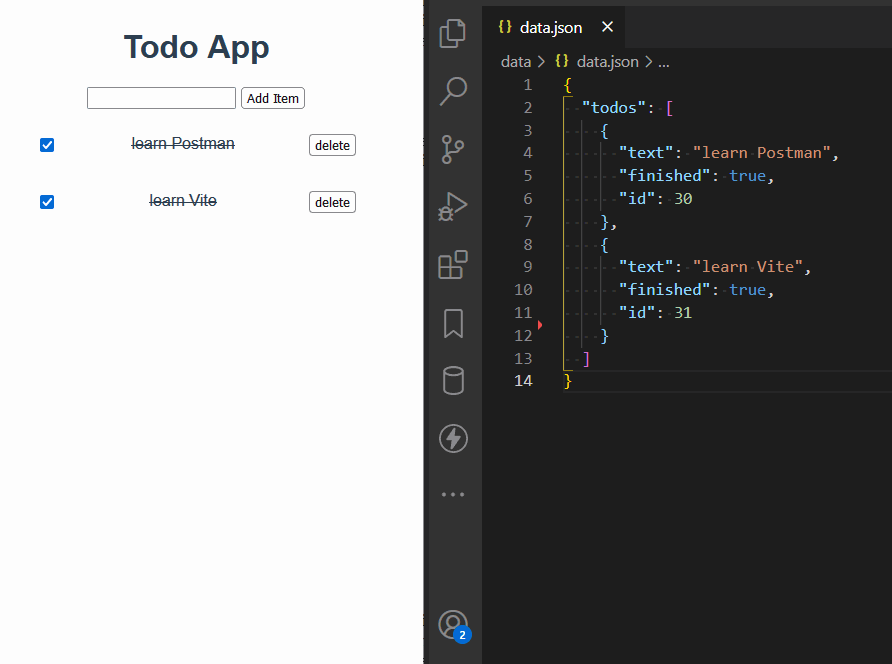 Todo App
Add Item
learn Postman delete
learn Vite delete
{} data.json ×
data > {} data.json > ...
1 {
2 "todos": [
3 {
4 "text": "learn Postman",
5 "finished": true,
6 "id": 30
7 },
8 {
9 "text": "learn Vite",
10 "finished": true,
11 "id": 31
12 }
13 ]
14 }
2